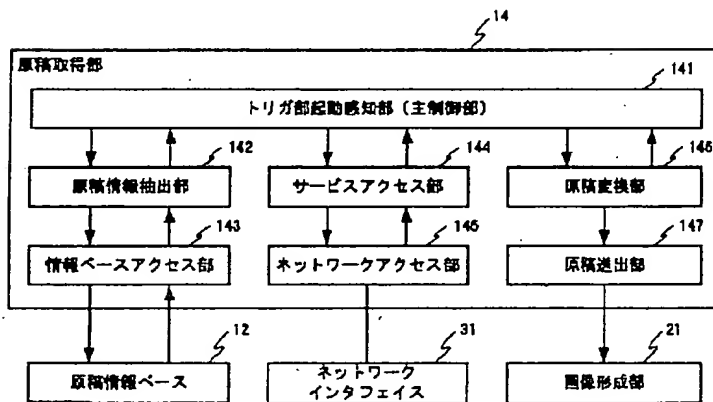 14
原稿取得部
141
トリガ部起動感知部（主制御部）
142
144
146
原稿情報抽出部
サービスアクセス部
原稿変換部
143
145
147
情報ベースアクセス部
ネットワークアクセス部
原稿送出部
12
31
21
原稿情報ベース
ネットワーク
インタフェイス
画像形成部